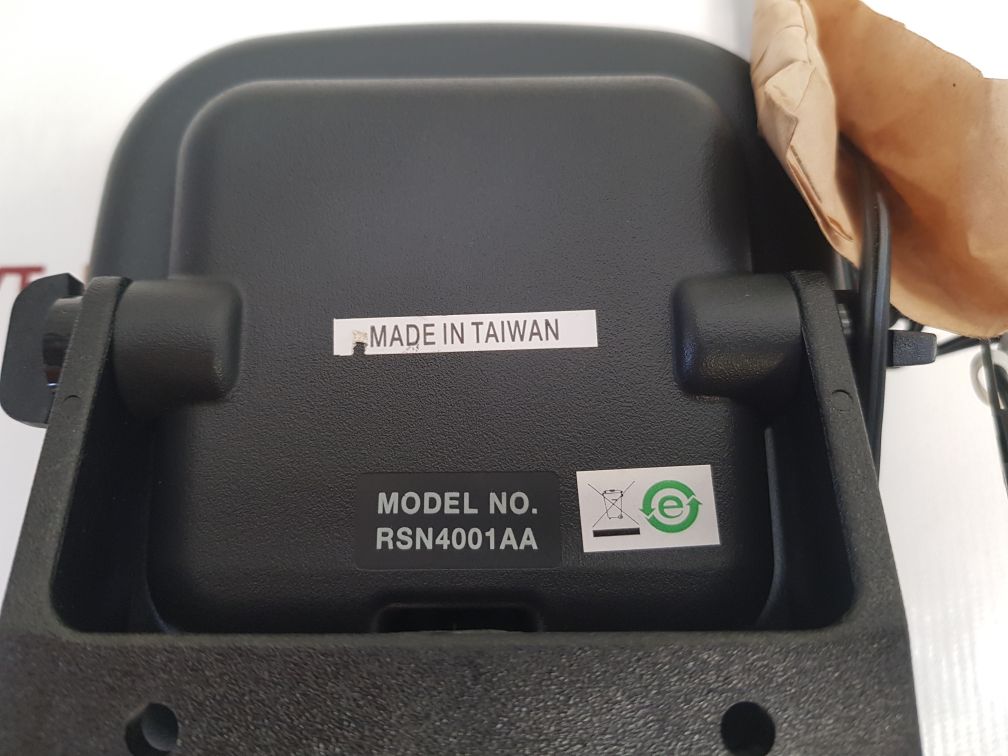 MADE IN TAIWAN
MODEL NO.
RSN4001AA
e